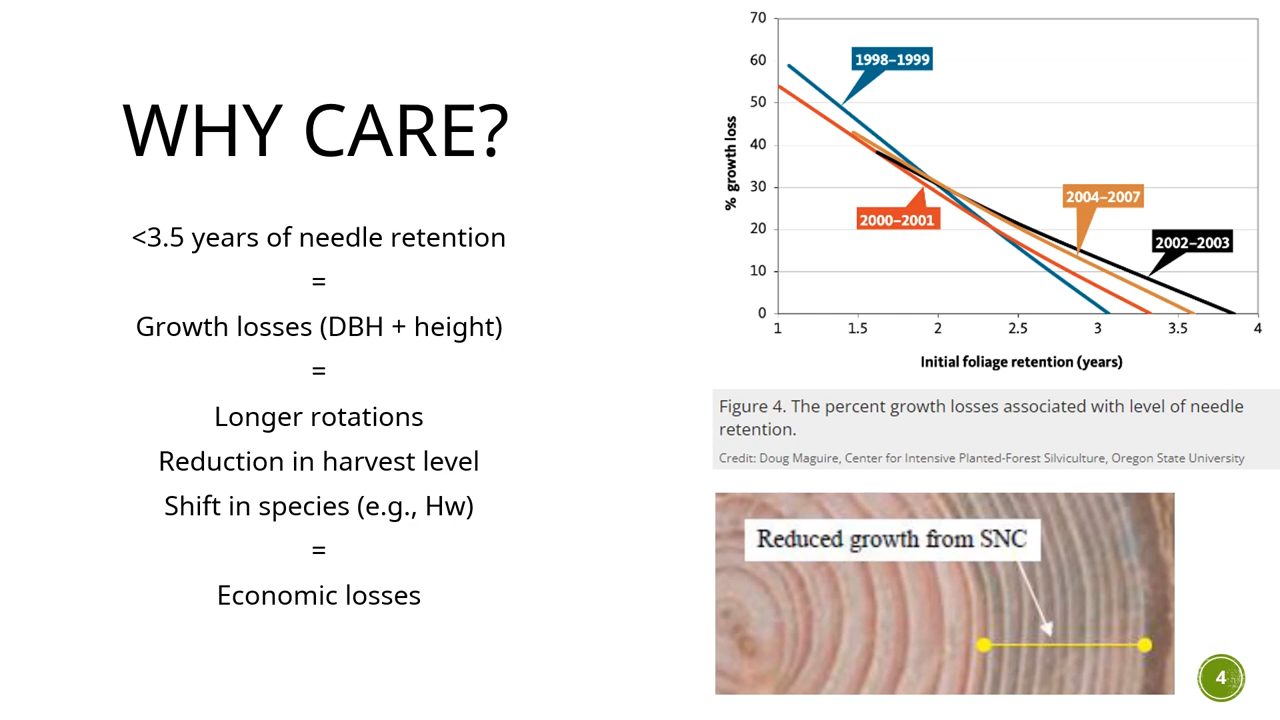 WHY CARE?
<3.5 years of needle retention
=
Growth losses (DBH + height)
=
Longer rotations
Reduction in harvest level
Shift in species (e.g., Hw)
=
Economic losses
70
60
50
40
30
20
10
0
% growth loss
1998–1999
2000–2001
2004–2007
2002–2003
1 1.5 2 2.5 3 3.5 4
Initial foliage retention (years)
Figure 4. The percent growth losses associated with level of needle
retention.
Credit: Doug Maguire, Center for Intensive Planted-Forest Silviculture, Oregon State University
Reduced growth from SNC
4